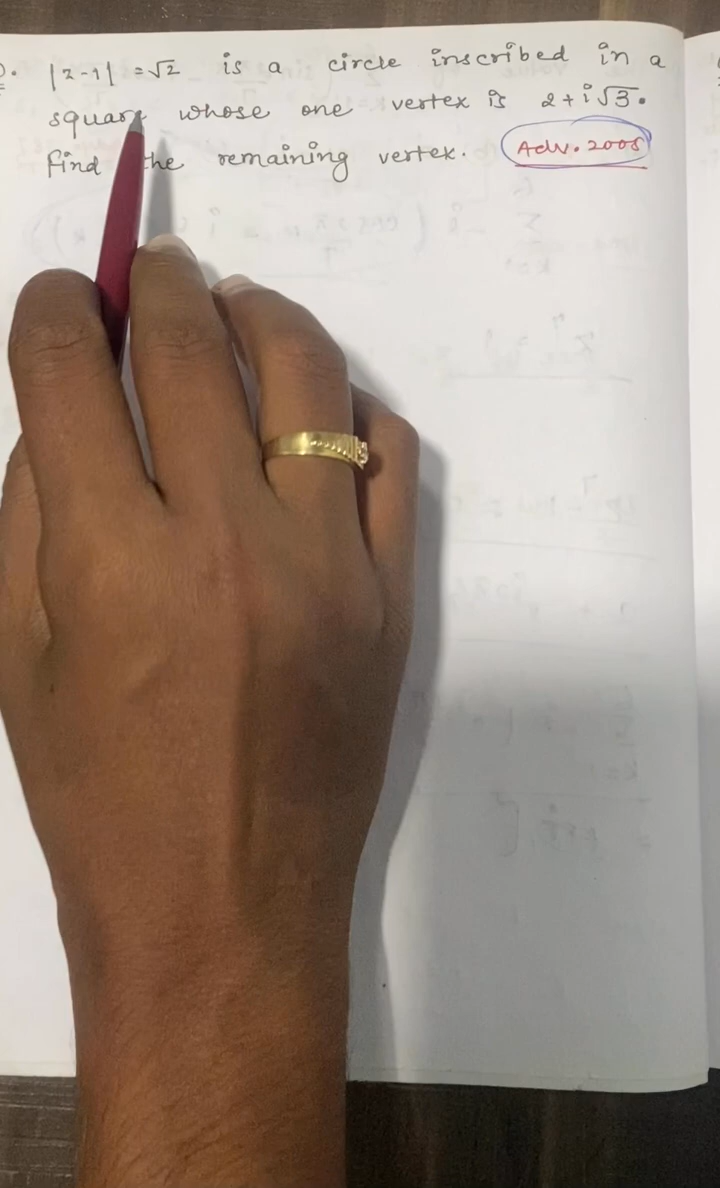 . |z-1| = √2 is a circle inscribed in a
square whose one vertex is 2+i√3.
Find the remaining vertex. Adv. 2005